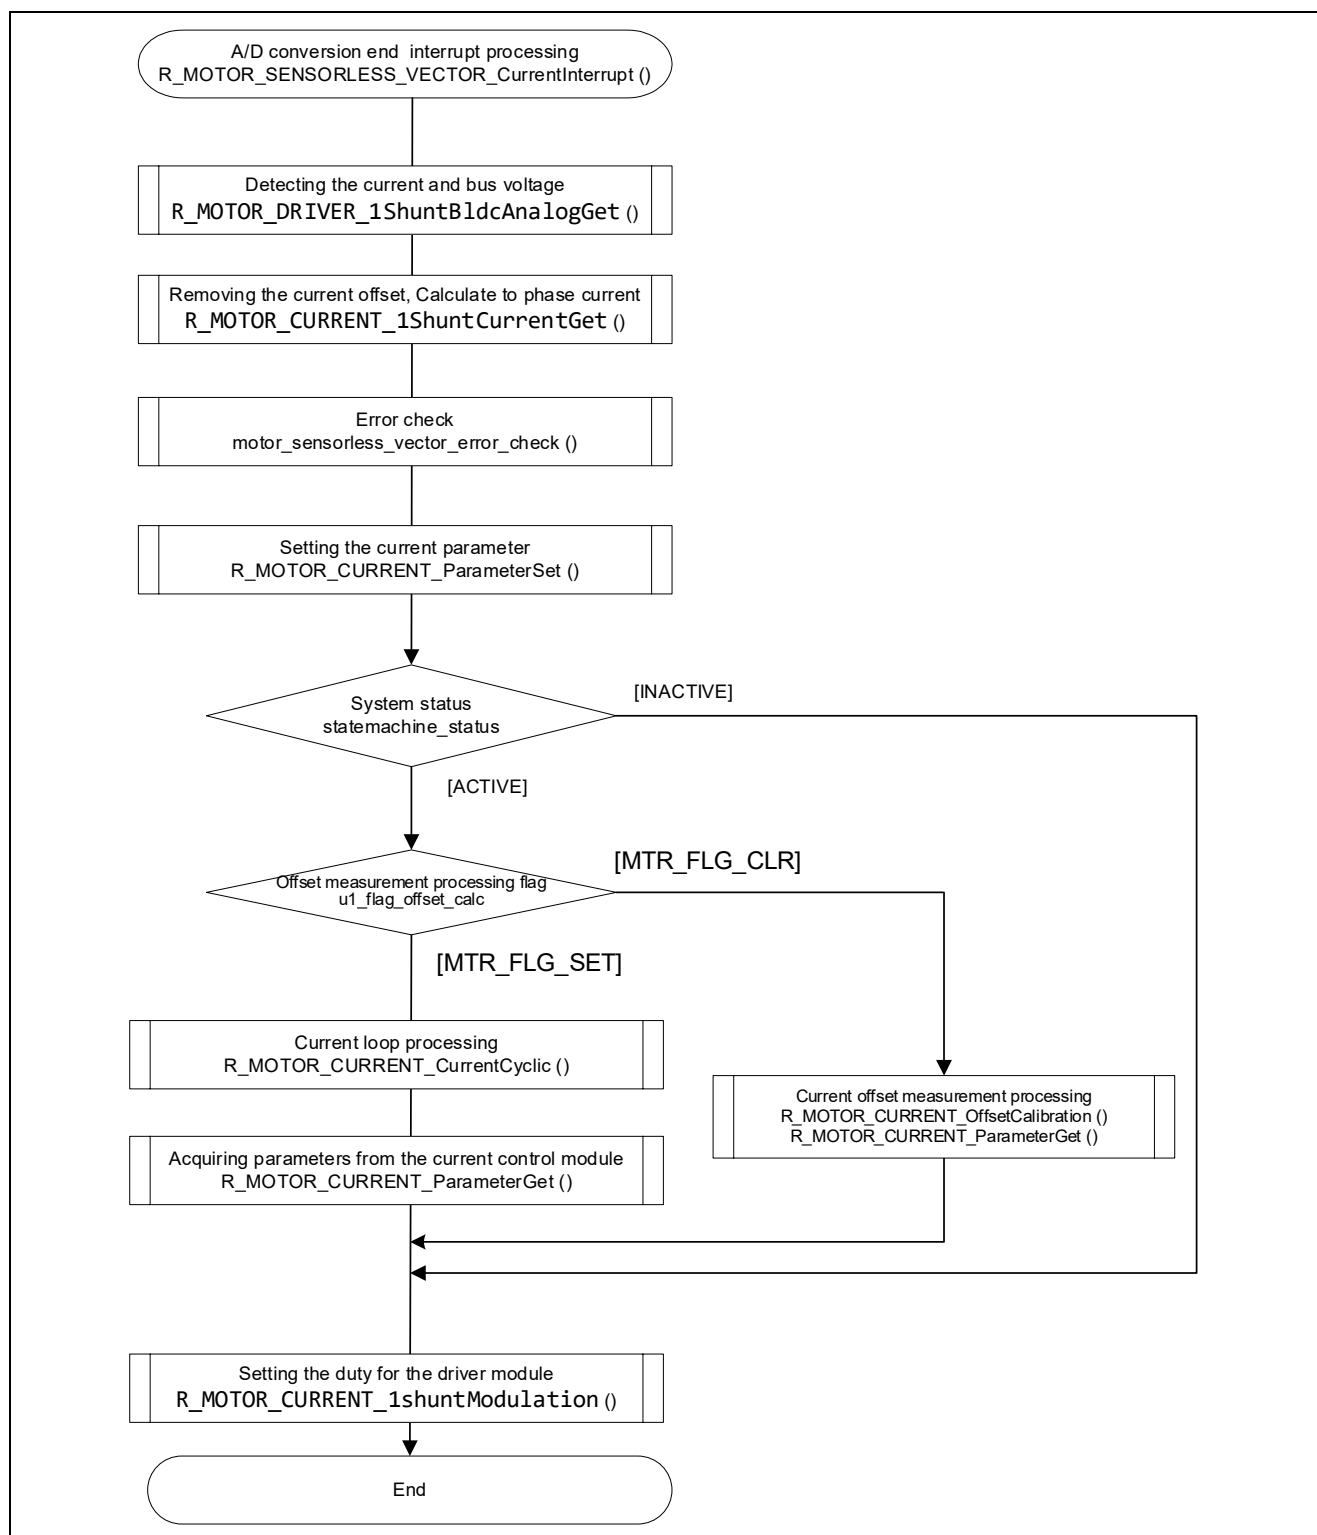 A/D conversion end interrupt processing
R_MOTOR_SENSORLESS_VECTOR_CurrentInterrupt ()
Detecting the current and bus voltage
R_MOTOR_DRIVER_1ShuntBldcAnalogGet ()
Removing the current offset, Calculate to phase current
R_MOTOR_CURRENT_1ShuntCurrentGet ()
Error check
motor_sensorless_vector_error_check ()
Setting the current parameter
R_MOTOR_CURRENT_ParameterSet ()
System status
statemachine_status
[INACTIVE]
[ACTIVE]
Offset measurement processing flag
u1_flag_offset_calc
[MTR_FLG_CLR]
[MTR_FLG_SET]
Current loop processing
R_MOTOR_CURRENT_CurrentCyclic ()
Current offset measurement processing
R_MOTOR_CURRENT_OffsetCalibration ()
R_MOTOR_CURRENT_ParameterGet ()
Acquiring parameters from the current control module
R_MOTOR_CURRENT_ParameterGet ()
Setting the duty for the driver module
R_MOTOR_CURRENT_1shuntModulation ()
End